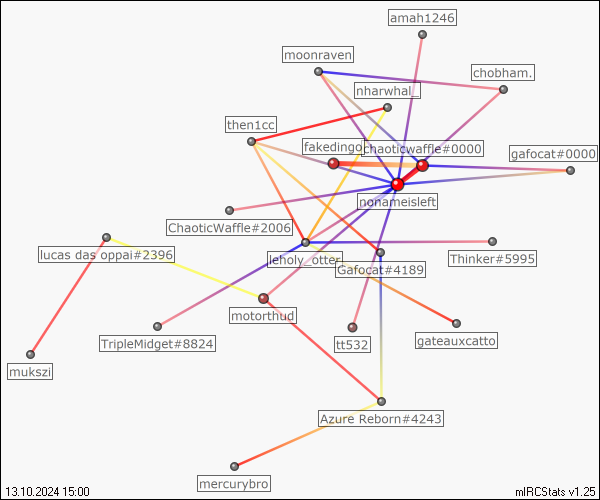 amah1246
moonraven
chobham.
nharwhal_
then1cc
fakedingo
chaoticwaffle#0000
gafocat#0000
nonameisleft
ChaoticWaffle#2006
lucas das oppai#2396
leholy_otter
Gafocat#4189
Thinker#5995
motorthud
TripleMidget#8824
tt532
gateauxcatto
mukszi
Azure Reborn#4243
mercurybro
13.10.2024 15:00
mIRCStats v1.25